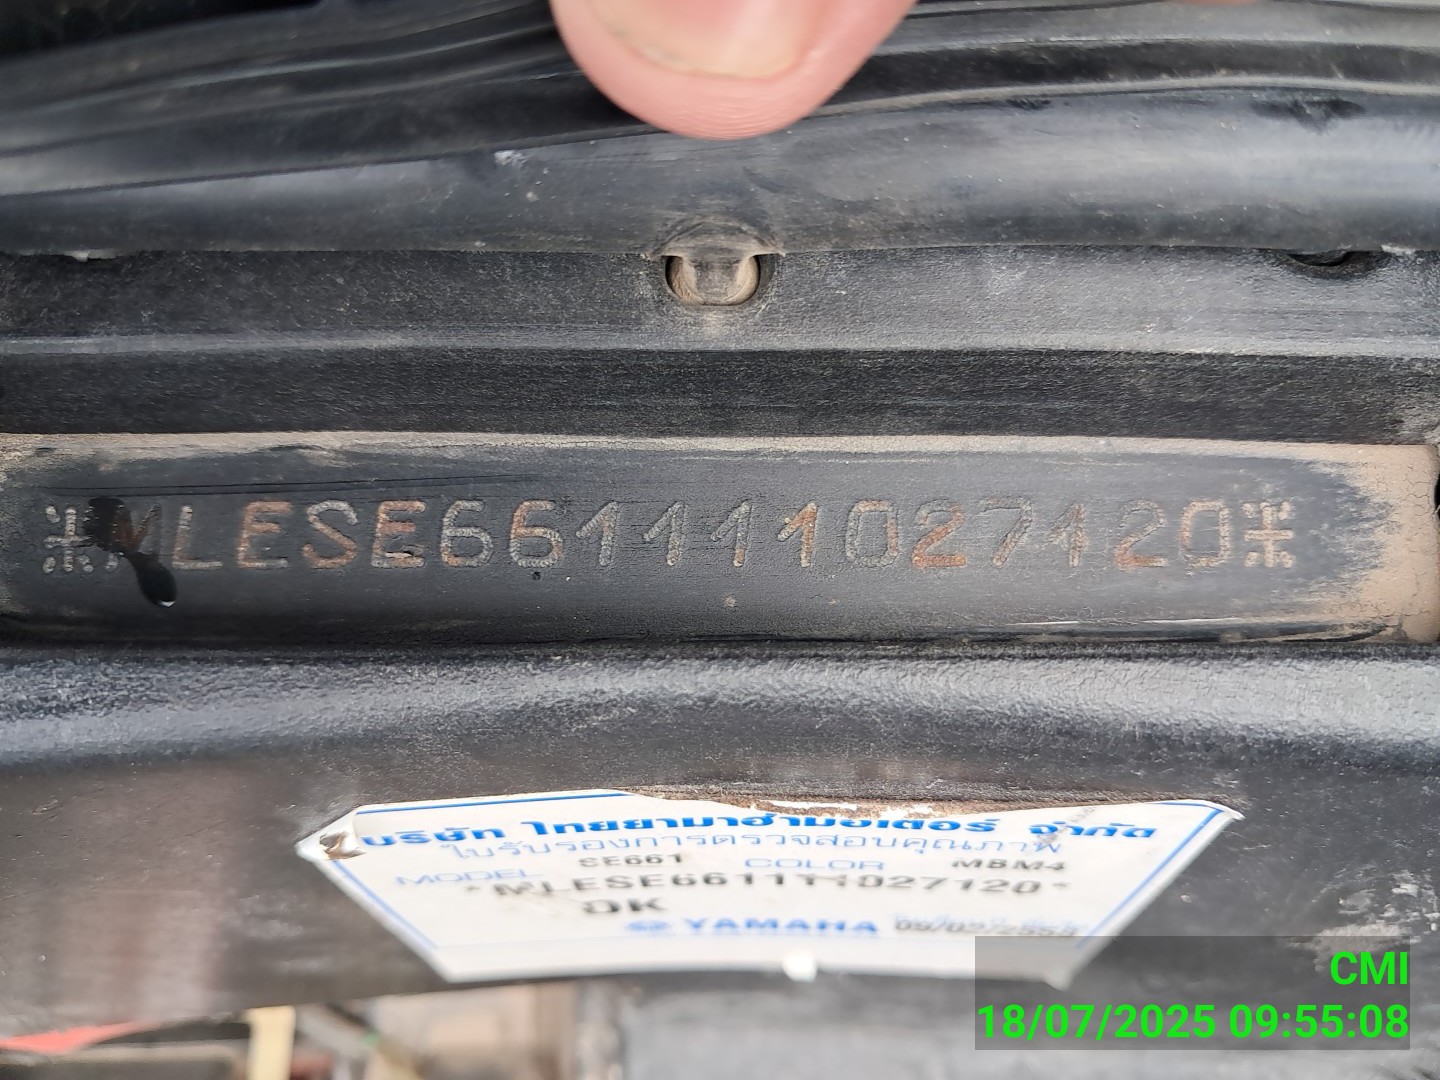 *MLESE661111027120*
บริษัท ไทยยามาฮ่ามอเตอร์ จำกัด
ใบรับรองการตรวจสอบคุณภาพ
MODEL SE661 COLOR MBM4
*MLESE661111027120*
OK
YAMAHA
CMI
18/07/2025 09:55:08